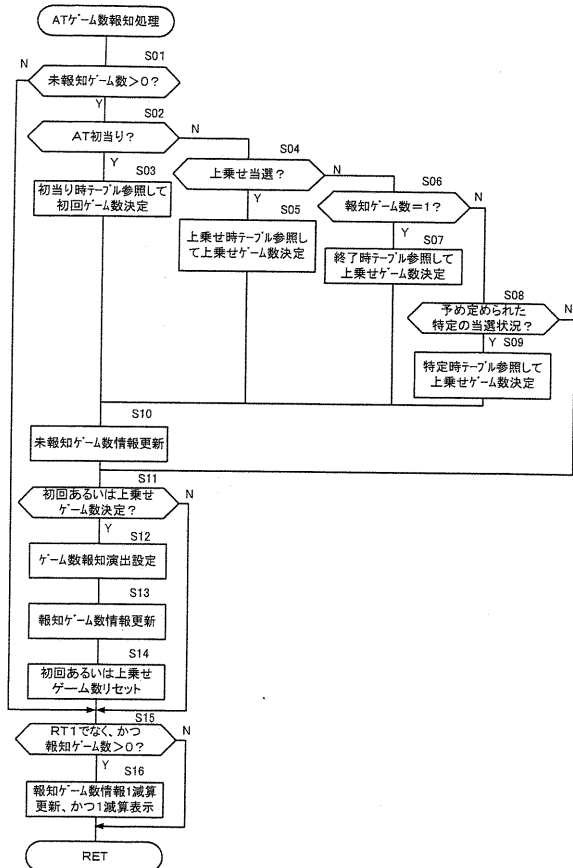 ATゲーム数報知処理
S01
N
未報知ゲーム数>0?
Y
S02
AT初当り?
N
Y
S03
初当り時テーブル参照して
初回ゲーム数決定
S04
上乗せ当選?
N
Y
S05
上乗せ時テーブル参照し
て上乗せゲーム数決定
S06
報知ゲーム数=1?
N
Y
S07
終了時テーブル参照して
上乗せゲーム数決定
S08
予め定められた
特定の当選状況?
N
Y
S09
特定時テーブル参照して
上乗せゲーム数決定
S10
未報知ゲーム数情報更新
S11
初回あるいは上乗せ
ゲーム数決定?
N
Y
S12
ゲーム数報知演出設定
S13
報知ゲーム数情報更新
S14
初回あるいは上乗せ
ゲーム数リセット
S15
RT1でなく、かつ
報知ゲーム数>0?
N
Y
S16
報知ゲーム数情報1減算
更新、かつ1減算表示
RET